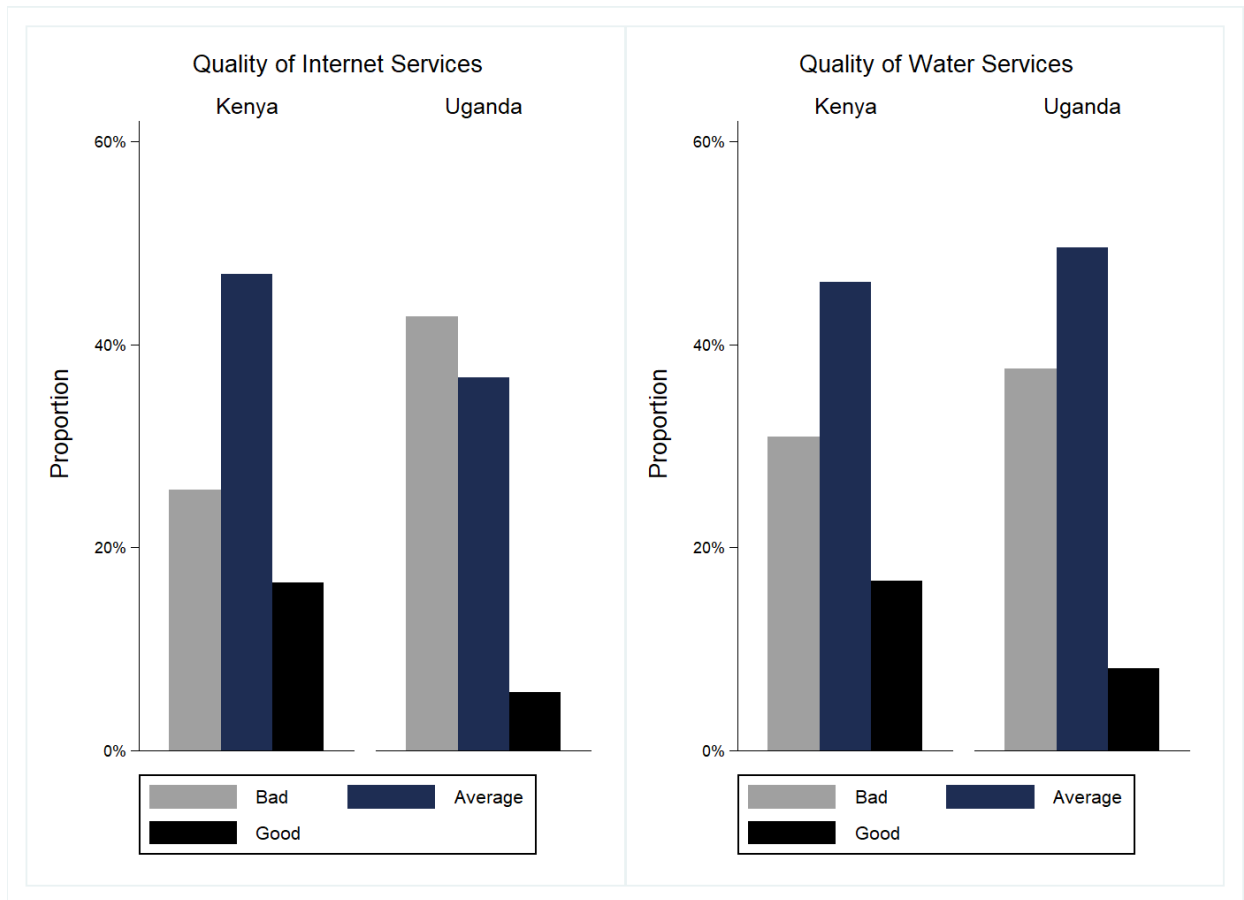 Quality of Internet Services
Kenya Uganda
60%
40%
20%
0%
Proportion
Bad Average
Good
Quality of Water Services
Kenya Uganda
60%
40%
20%
0%
Proportion
Bad Average
Good